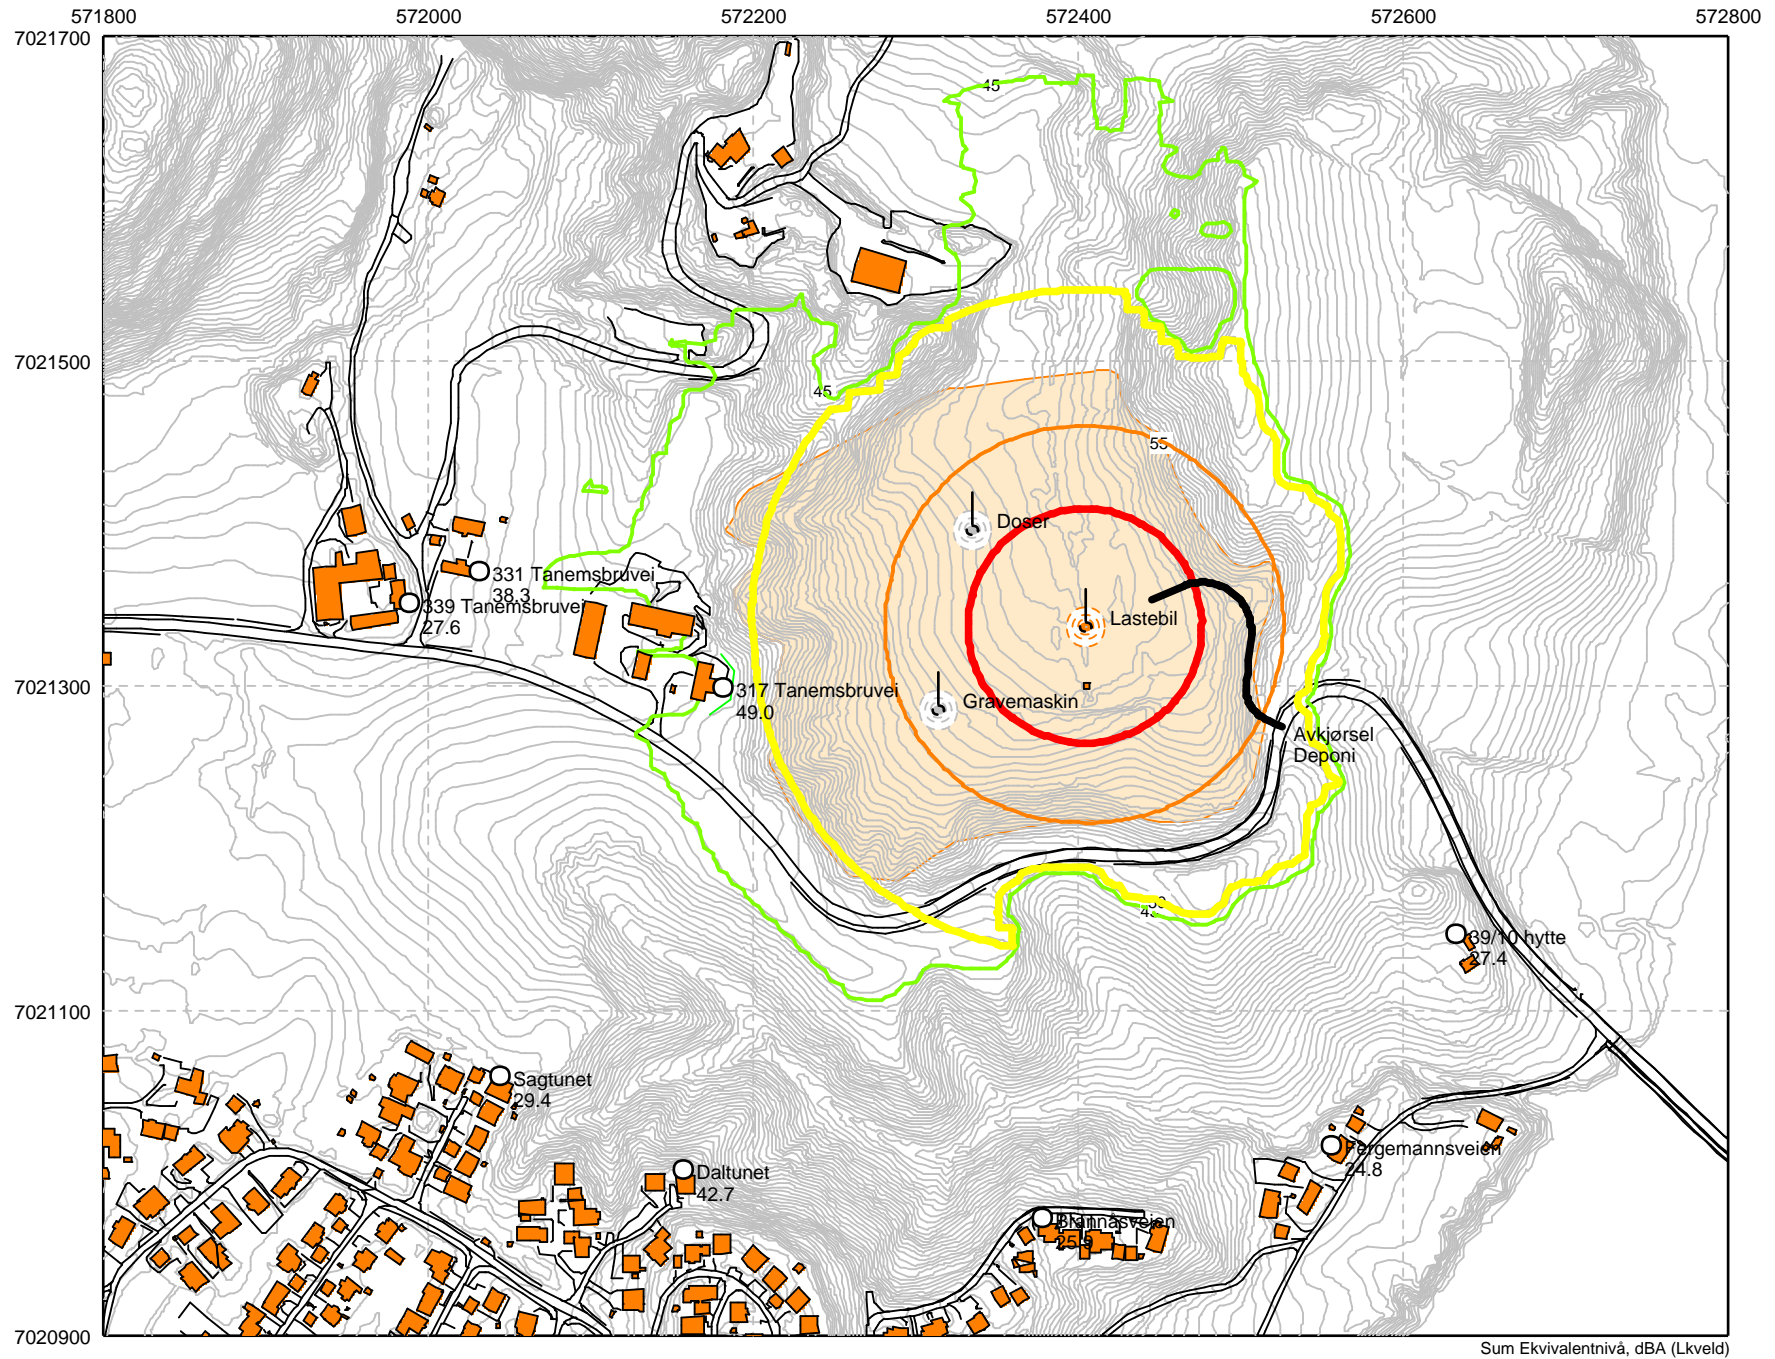 571800
572000
572200
572400
572600
572800
7021700
45
7021500
45
55
Doser
331 Tanemsbruvei
38.3
339 Tanemsbruvei
27.6
Lastebil
7021300
317 Tanemsbruvei
49.0
Gravemaskin
Avkjørsel
Deponi
39/10 hytte
27.4
7021100
Sagtunet
29.4
Daltunet
42.7
Fergemannsveien
24.8
7020900
Sum Ekvivalentnivå, dBA (Lkveld)